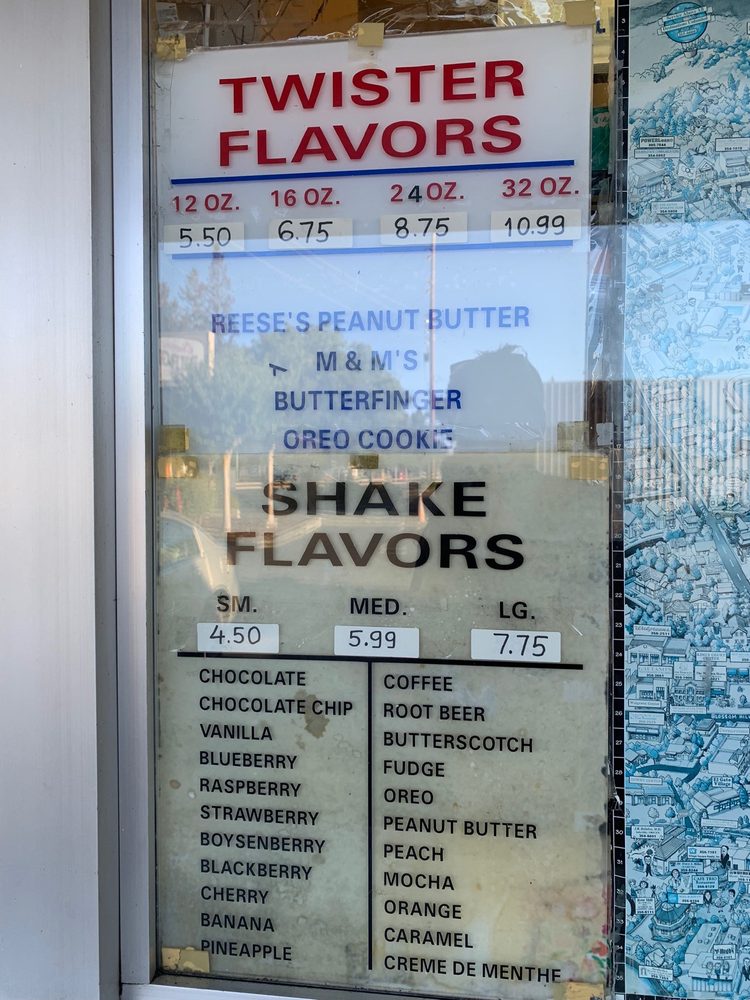 TWISTER
FLAVORS
12 OZ. 16 OZ. 24 OZ. 32 OZ.
5.50 6.75 8.75 10.99
REESE'S PEANUT BUTTER
M & M'S
BUTTERFINGER
OREO COOKIE
SHAKE
FLAVORS
SM. MED. LG.
4.50 5.99 7.75
CHOCOLATE
CHOCOLATE CHIP
VANILLA
BLUEBERRY
RASPBERRY
STRAWBERRY
BOYSENBERRY
BLACKBERRY
CHERRY
BANANA
PINEAPPLE
COFFEE
ROOT BEER
BUTTERSCOTCH
FUDGE
OREO
PEANUT BUTTER
PEACH
MOCHA
ORANGE
CARAMEL
CREME DE MENTHE
El Gato
Village